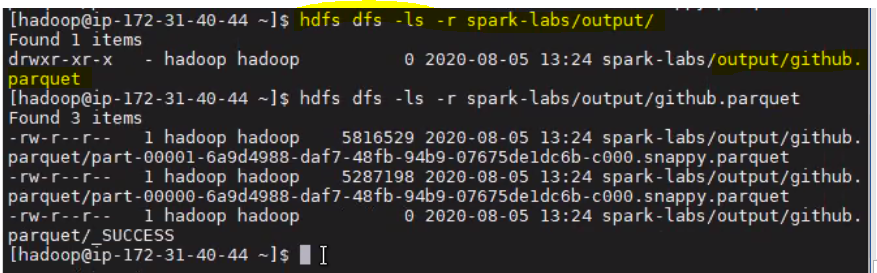 [hadoop@ip-172-31-40-44 ~]$ hdfs dfs -ls -r spark-labs/output/
Found 1 items
drwxr-xr-x   - hadoop hadoop          0 2020-08-05 13:24 spark-labs/output/github.
parquet
[hadoop@ip-172-31-40-44 ~]$ hdfs dfs -ls -r spark-labs/output/github.parquet
Found 3 items
-rw-r--r--   1 hadoop hadoop    5816529 2020-08-05 13:24 spark-labs/output/github.
parquet/part-00001-6a9d4988-daf7-48fb-94b9-07675de1dc6b-c000.snappy.parquet
-rw-r--r--   1 hadoop hadoop    5287198 2020-08-05 13:24 spark-labs/output/github.
parquet/part-00000-6a9d4988-daf7-48fb-94b9-07675de1dc6b-c000.snappy.parquet
-rw-r--r--   1 hadoop hadoop          0 2020-08-05 13:24 spark-labs/output/github.
parquet/_SUCCESS
[hadoop@ip-172-31-40-44 ~]$